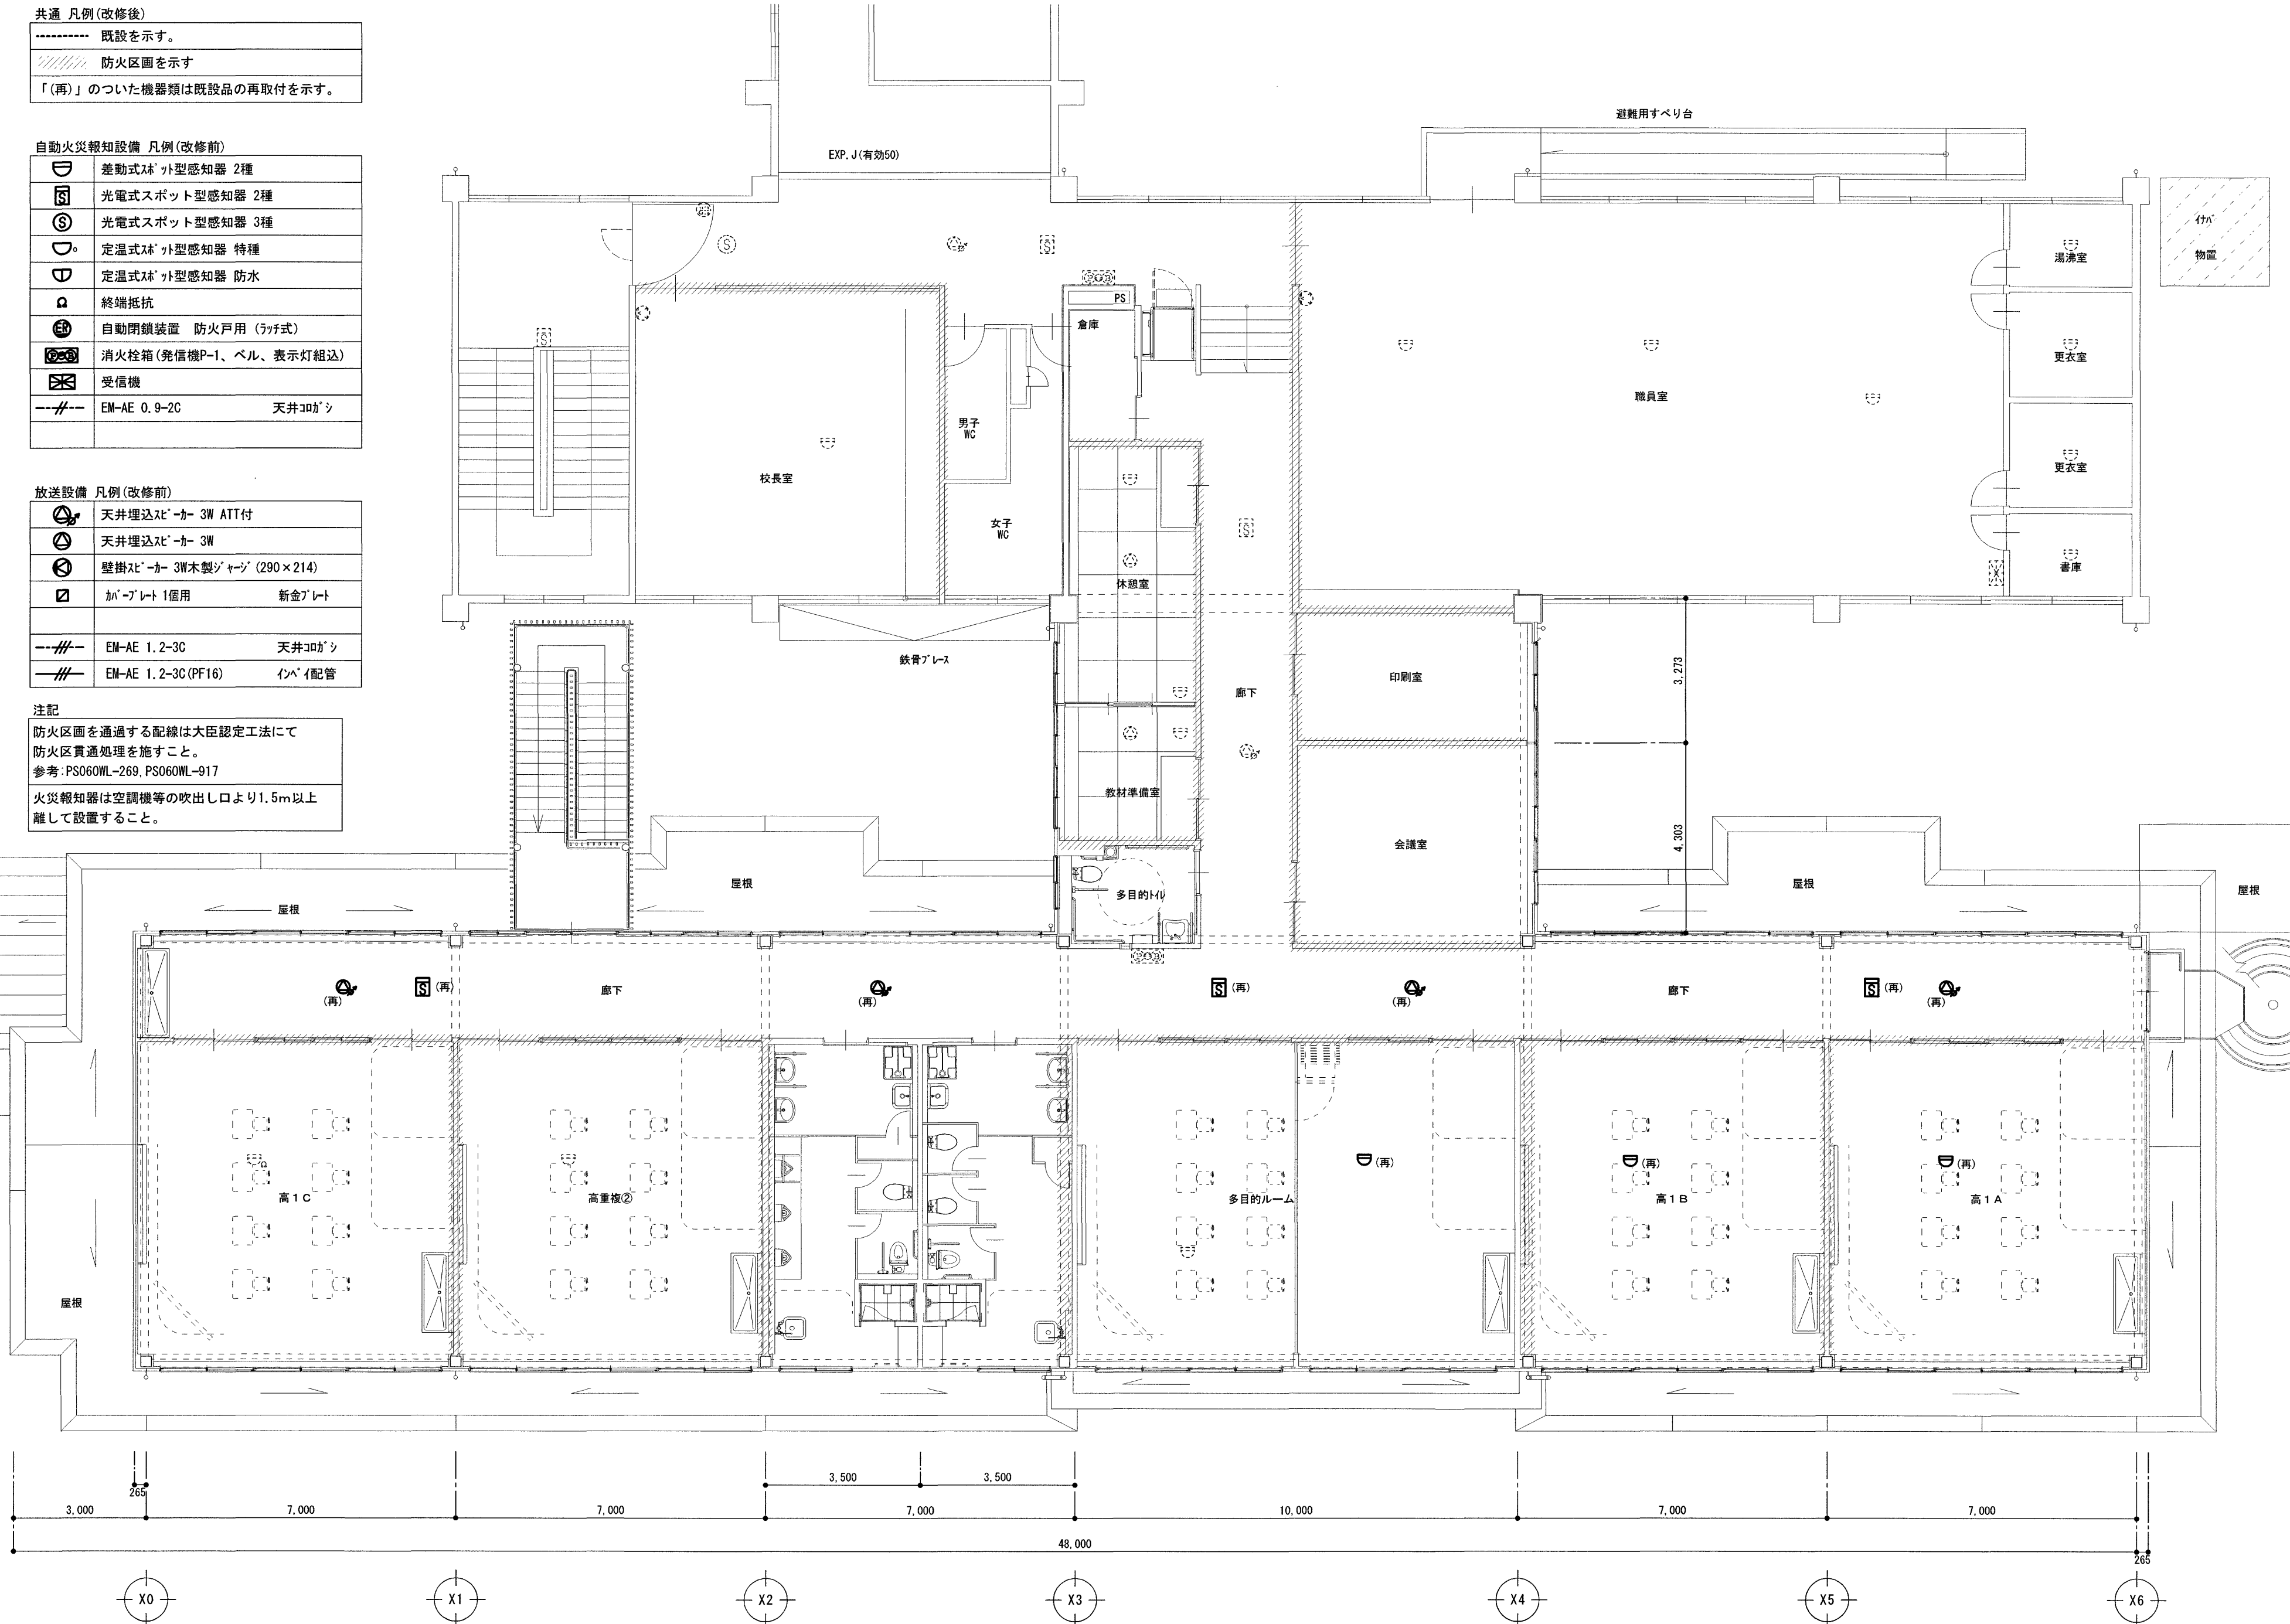 共通 凡例(改修後)
既設を示す。
防火区画を示す
「(再)」のついた機器類は既設品の再取付を示す。
自動火災報知設備 凡例(改修前)
差動式ｽﾎﾟｯﾄ型感知器 2種
S 光電式スポット型感知器 2種
S 光電式スポット型感知器 3種
定温式ｽﾎﾟｯﾄ型感知器 特種
定温式ｽﾎﾟｯﾄ型感知器 防水
Ω 終端抵抗
ER 自動閉鎖装置 防火戸用 (ﾗｯﾁ式)
消火栓箱(発信機P-1、ベル、表示灯組込)
受信機
EM-AE 0.9-2C 天井ｺﾛｶﾞｼ
放送設備 凡例(改修前)
天井埋込ｽﾋﾟｰｶｰ 3W ATT付
天井埋込ｽﾋﾟｰｶｰ 3W
壁掛ｽﾋﾟｰｶｰ 3W木製ｼﾞｬｰｼﾞ(290×214)
ｶﾊﾞｰﾌﾟﾚｰﾄ 1個用 新金ﾌﾟﾚｰﾄ
EM-AE 1.2-3C 天井ｺﾛｶﾞｼ
EM-AE 1.2-3C(PF16) ｲﾝﾍﾟｲ配管
注記
防火区画を通過する配線は大臣認定工法にて
防火区貫通処理を施すこと。
参考:PS060WL-269,PS060WL-917
火災報知器は空調機等の吹出し口より1.5m以上
離して設置すること。
避難用すべり台
EXP.J(有効50)
ｲﾅﾊﾞ
物置
S
S
湯沸室
PS
倉庫
S
更衣室
職員室
男子
WC
校長室
更衣室
女子
WC
S
休憩室
書庫
鉄骨ﾌﾞﾚｰｽ
3,273
印刷室
廊下
教材準備室
4,303
会議室
屋根
屋根
多目的ﾄｲﾚ
屋根
屋根
(再)
S (再)
廊下
(再)
S (再)
(再)
廊下
S (再)
(再)
(再)
(再)
(再)
高1C
高重複②
多目的ルーム
高1B
高1A
屋根
3,500
3,500
265
3,000
7,000
7,000
7,000
10,000
7,000
7,000
48,000
265
X0
X1
X2
X3
X4
X5
X6